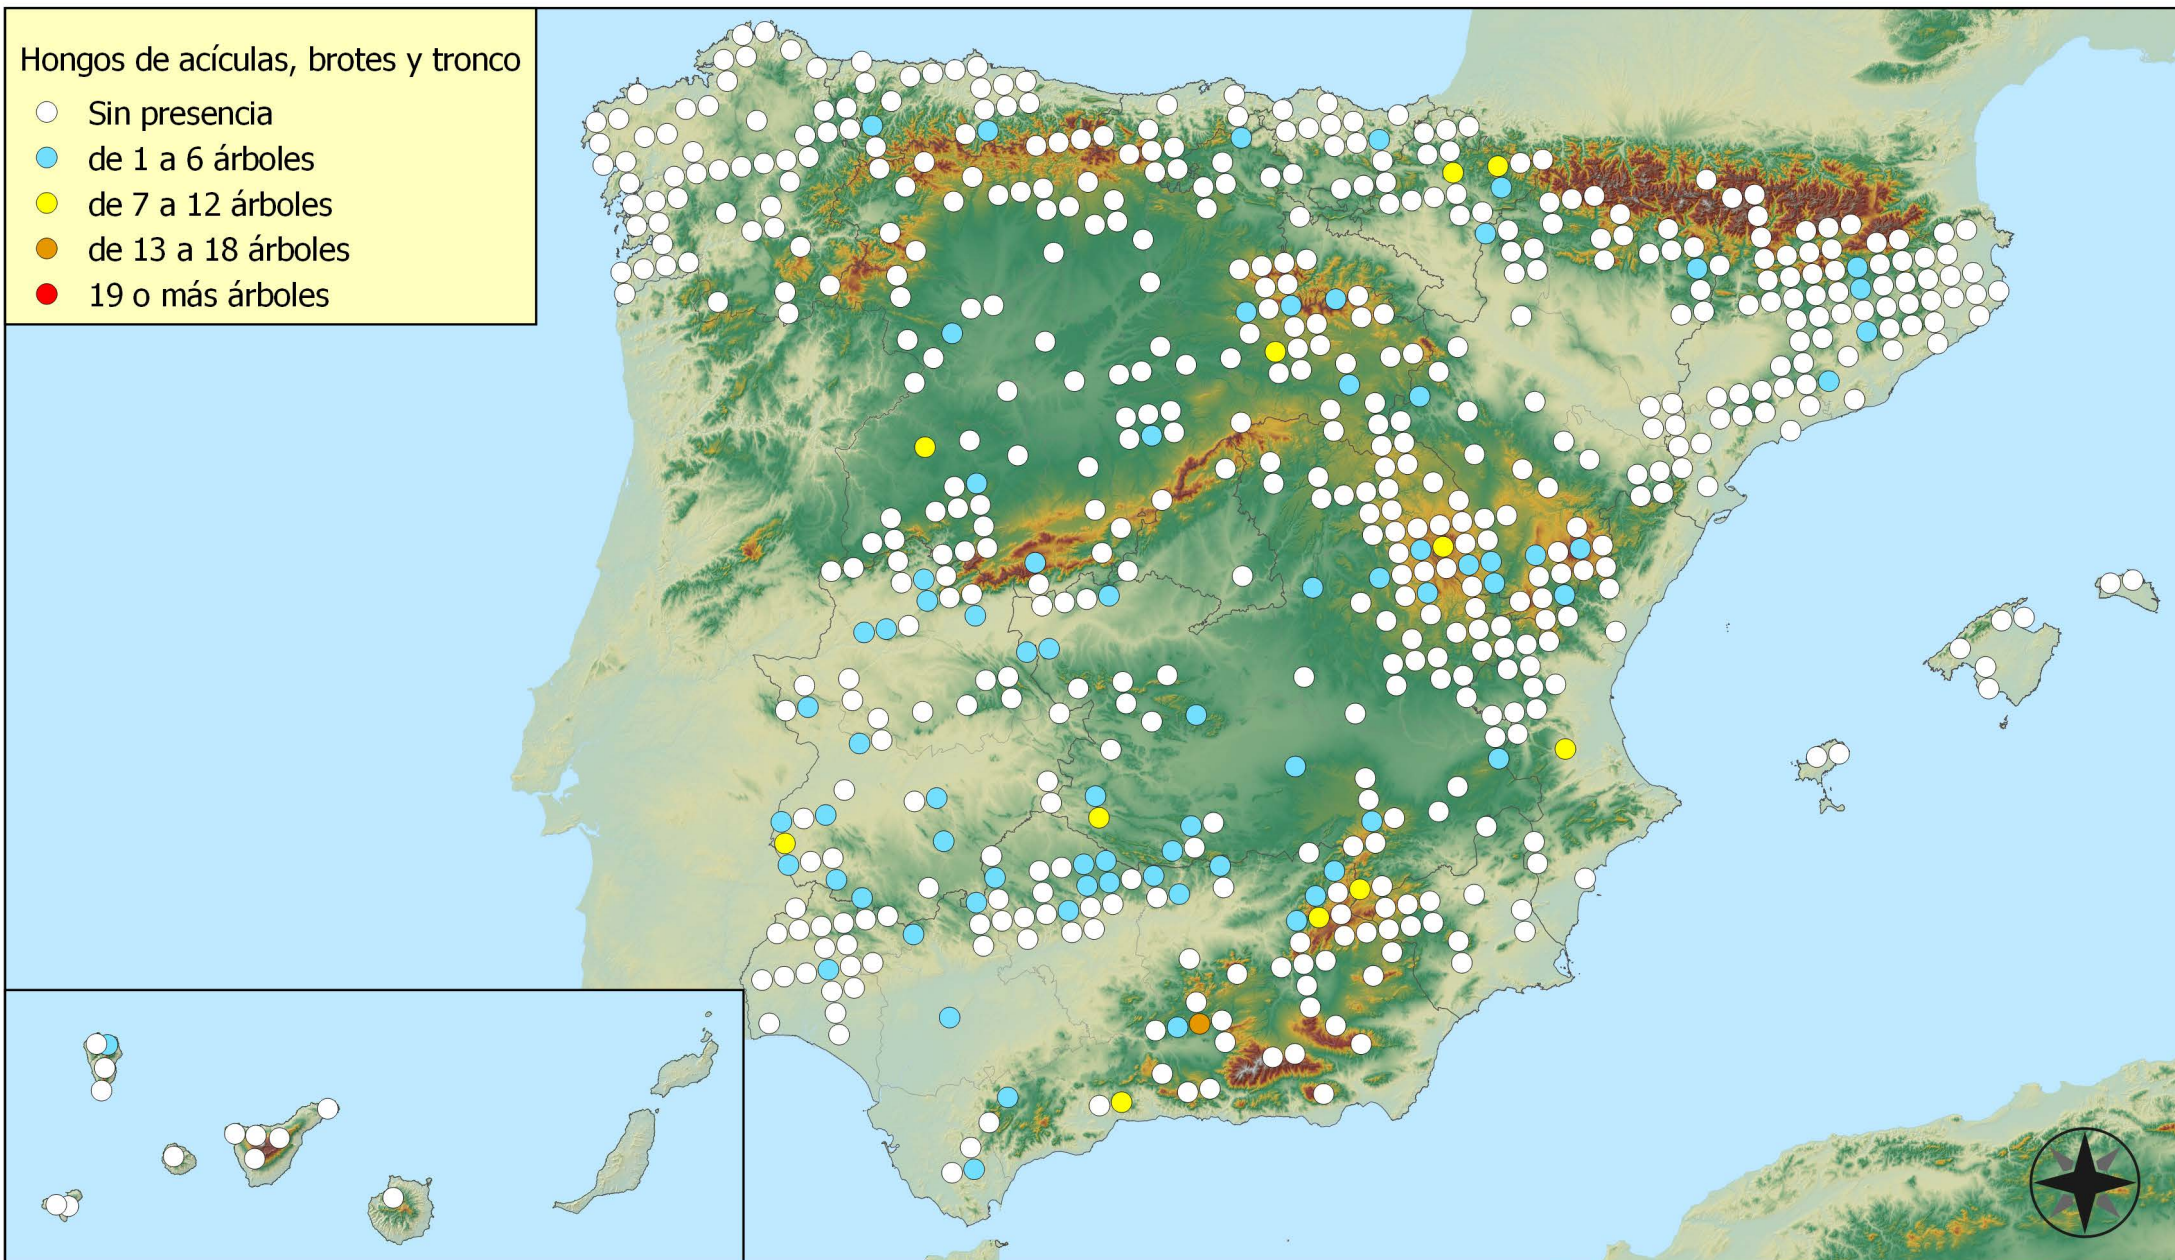 Hongos de acículas, brotes y tronco
Sin presencia
de 1 a 6 árboles
de 7 a 12 árboles
de 13 a 18 árboles
19 o más árboles